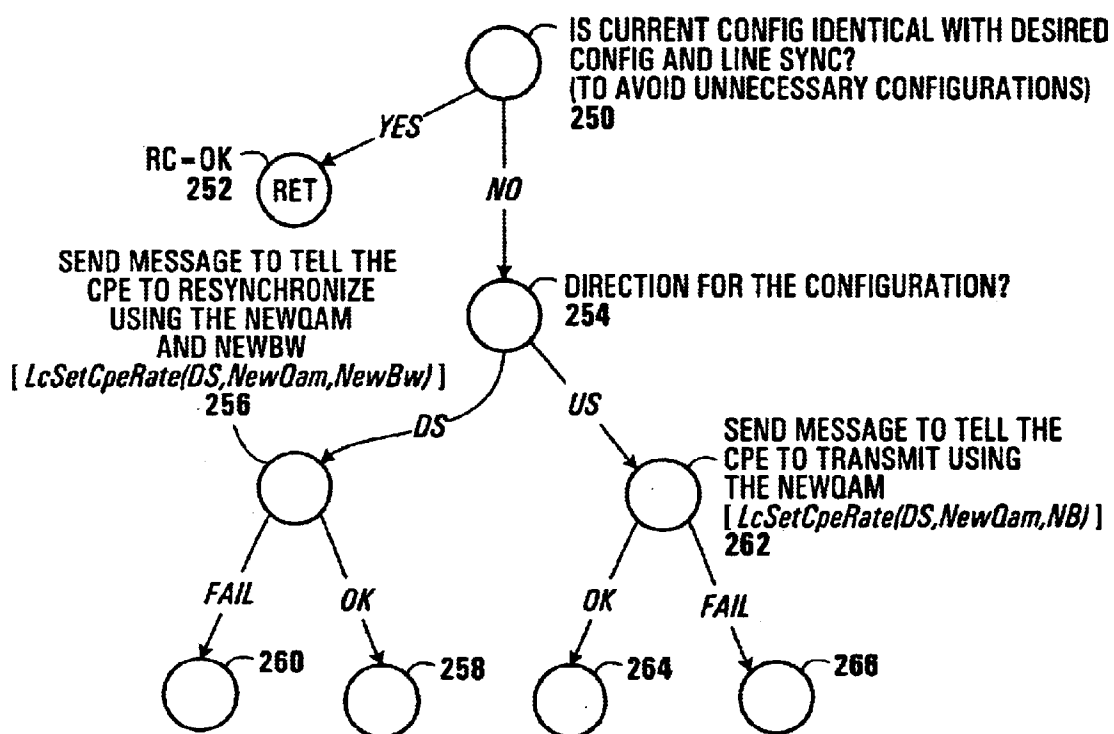 IS CURRENT CONFIG IDENTICAL WITH DESIRED
CONFIG AND LINE SYNC?
(TO AVOID UNNECESSARY CONFIGURATIONS)
250
YES
RC=OK
252
RET
NO
SEND MESSAGE TO TELL THE
CPE TO RESYNCHRONIZE
USING THE NEWQAM
AND NEWBW
[ LcSetCpeRate(DS,NewQam,NewBw) ]
256
DIRECTION FOR THE CONFIGURATION?
254
DS
US
SEND MESSAGE TO TELL THE
CPE TO TRANSMIT USING
THE NEWQAM
[ LcSetCpeRate(DS,NewQam,NB) ]
262
FAIL
OK
OK
FAIL
260
258
264
266